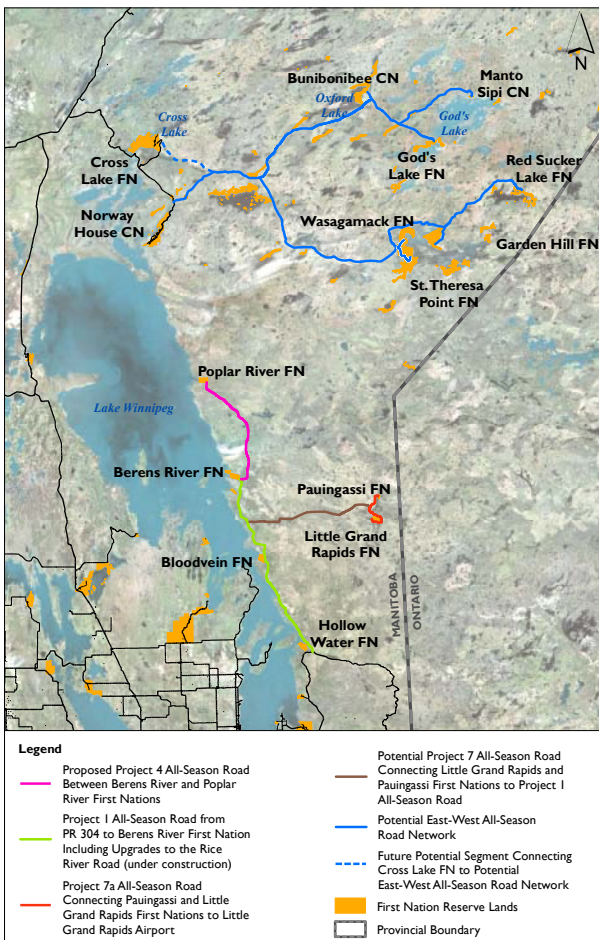 N
Bunibonibee CN
Manto
Sipi CN
Oxford
Lake
God's
Lake
Cross
Lake
Cross
Lake FN
God's
Lake FN
Red Sucker
Lake FN
Norway
House CN
Wasagamack FN
Garden Hill FN
St. Theresa
Point FN
Poplar River FN
Lake Winnipeg
Berens River FN
Pauingassi FN
Little Grand
Rapids FN
Bloodvein FN
MANITOBA
ONTARIO
Hollow
Water FN
Legend
Proposed Project 4 All-Season Road
Between Berens River and Poplar
River First Nations
Project 1 All-Season Road from
PR 304 to Berens River First Nation
Including Upgrades to the Rice
River Road (under construction)
Project 7a All-Season Road
Connecting Pauingassi and Little
Grand Rapids First Nations to Little
Grand Rapids Airport
Potential Project 7 All-Season Road
Connecting Little Grand Rapids and
Pauingassi First Nations to Project 1
All-Season Road
Potential East-West All-Season
Road Network
Future Potential Segment Connecting
Cross Lake FN to Potential
East-West All-Season Road Network
First Nation Reserve Lands
Provincial Boundary